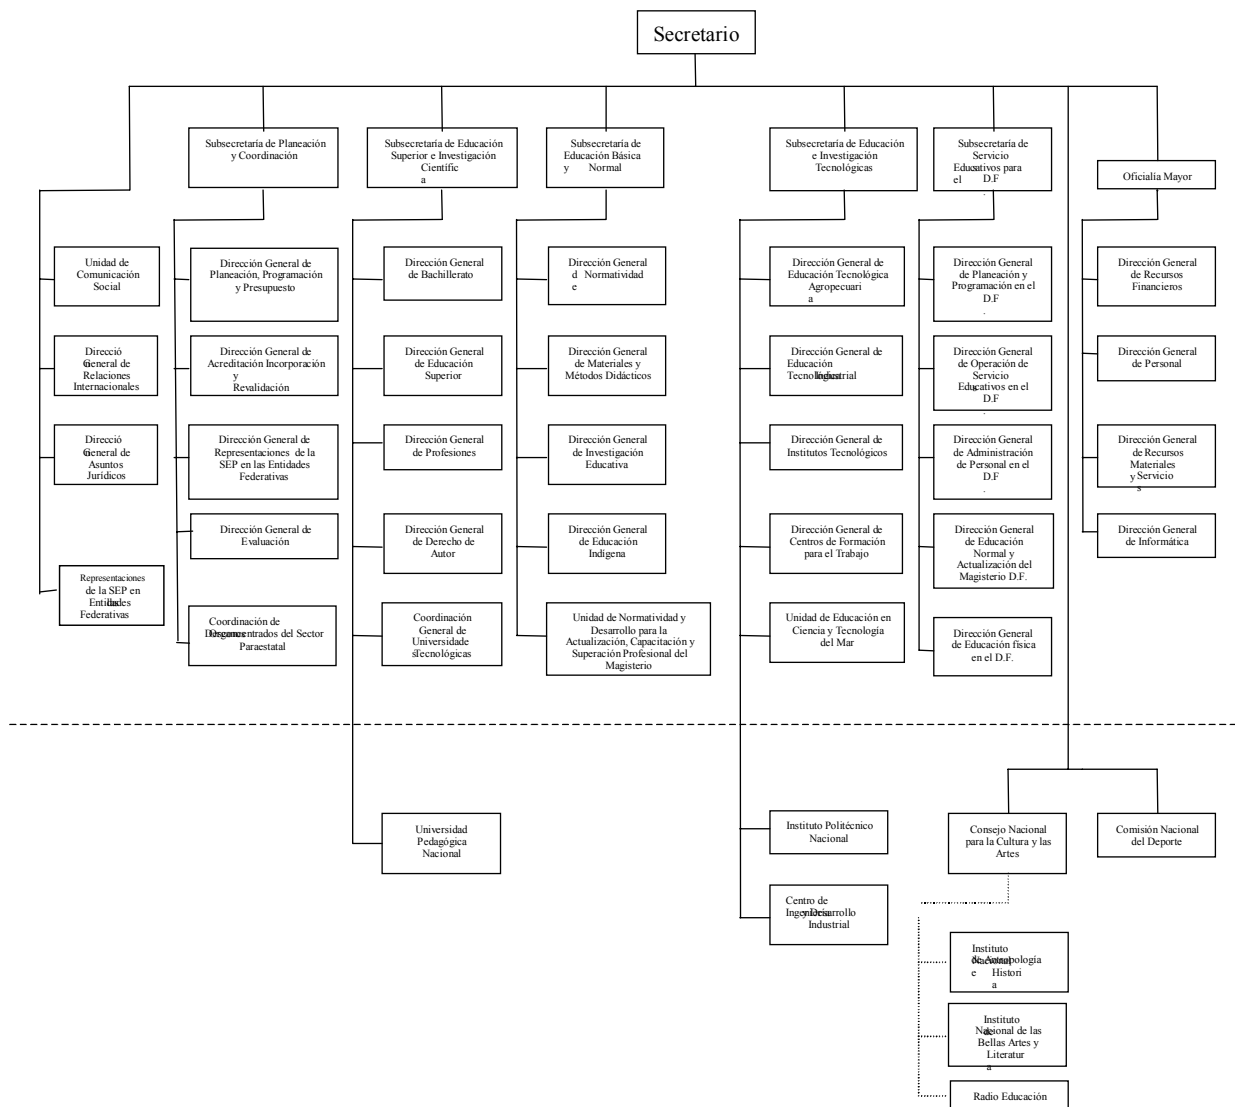 Secretario
Subsecretaría de Planeación
y Coordinación
Subsecretaría de Educación
Superior e Investigación
Científic
a
Subsecretaría de
Educación Básica
y Normal
Subsecretaría de Educación
e Investigación
Tecnológicas
Subsecretaría de
Servicio
Educativos para
el D.F
.
Oficialía Mayor
Unidad de
Comunicación
Social
Dirección General de
Planeación, Programación
y Presupuesto
Dirección General
de Bachillerato
Dirección General
d Normativida
e
Dirección General de
Educación Tecnológica
Agropecuari
a
Dirección General
de Planeación y
Programación en el
D.F
.
Dirección General
de Recursos
Financieros
Direcció
General de
Relaciones
Internacionales
Dirección General de
Acreditación Incorporación
y
Revalidación
Dirección General
de Educación
Superior
Dirección General
de Materiales y
Métodos Didácticos
Dirección General de
Educación
Tecnológica
Industrial
Dirección General
de Operación de
Servicio
Educativos en el
D.F
.
Dirección General
de Personal
Direcció
General de
Asuntos
Jurídicos
Dirección General de
Representaciones de la
SEP en las Entidades
Federativas
Dirección General
de Profesiones
Dirección General
de Investigación
Educativa
Dirección General de
Institutos Tecnológicos
Dirección General
de Administración
de Personal en el
D.F
.
Dirección General
de Recursos
Materiales
y Servicio
s
Dirección General de
Evaluación
Dirección General
de Derecho de
Autor
Dirección General
de Educación
Indígena
Dirección General de
Centros de Formación
para el Trabajo
Dirección General
de Educación
Normal y
Actualización del
Magisterio D.F.
Dirección General
de Informática
Representaciones
de la SEP en
las
Entidades
Federativas
Coordinación de
Organos
Desconcentrados del Sector
Paraestatal
Coordinación
General de
Universidade
s Tecnológicas
Unidad de Normatividad y
Desarrollo para la
Actualización, Capacitación y
Superación Profesional del
Magisterio
Unidad de Educación en
Ciencia y Tecnología
del Mar
Dirección General
de Educación física
en el D.F.
Universidad
Pedagógica
Nacional
Instituto Politécnico
Nacional
Consejo Nacional
para la Cultura y las
Artes
Comisión Nacional
del Deporte
Centro de
Ingeniería
y Desarrollo
Industrial
Instituto
Nacional
de Antropología
e Histori
a
Instituto
de
Nacional de las
Bellas Artes y
Literatur
a
Radio Educación